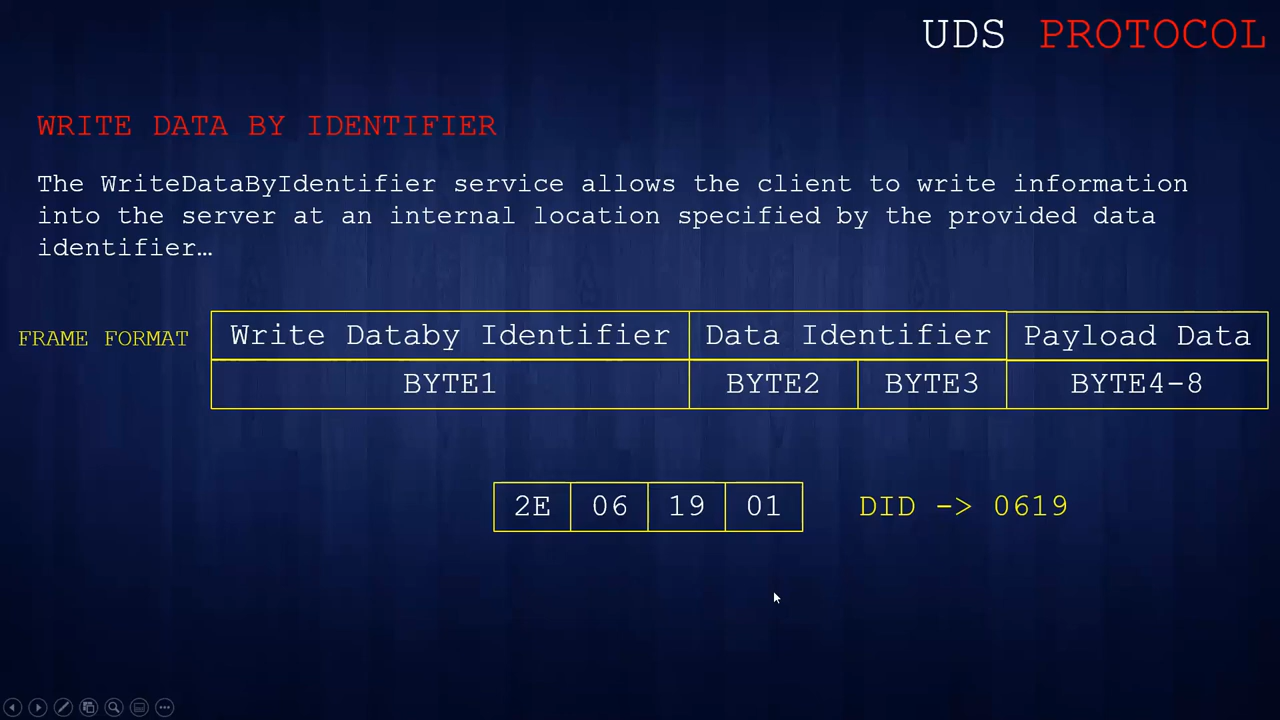 UDS PROTOCOL
WRITE DATA BY IDENTIFIER
The WriteDataByIdentifier service allows the client to write information
into the server at an internal location specified by the provided data
identifier…
FRAME FORMAT
Write Databy Identifier Data Identifier Payload Data
BYTE1 BYTE2 BYTE3 BYTE4-8
2E 06 19 01 DID -> 0619